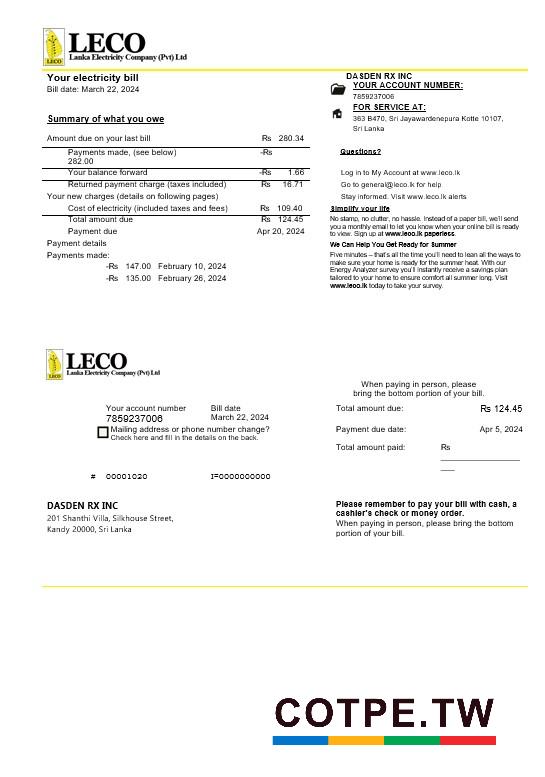 LECO
Lanka Electricity Company (Pvt) Ltd
Your electricity bill
Bill date: March 22, 2024
Summary of what you owe
Amount due on your last bill Rs 280.34
Payments made, (see below) -Rs
282.00
Your balance forward -Rs 1.66
Returned payment charge (taxes included) Rs 16.71
Your new charges (details on following pages)
Cost of electricity (included taxes and fees) Rs 109.40
Total amount due Rs 124.45
Payment due Apr 20, 2024
Payment details
Payments made:
-Rs 147.00 February 10, 2024
-Rs 135.00 February 26, 2024
DASDEN RX INC
YOUR ACCOUNT NUMBER:
7859237006
FOR SERVICE AT:
363 B470, Sri Jayawardenepura Kotte 10107,
Sri Lanka
Questions?
Log in to My Account at www.leco.lk
Go to general@leco.lk for help
Stay informed. Visit www.leco.lk alerts
Simplify your life
No stamp, no clutter, no hassle. Instead of a paper bill, we'll send
you a monthly email to let you know when your online bill is ready
to view. Sign up at www.leco.lk paperless.
We Can Help You Get Ready for Summer
Five minutes – that's all the time you'll need to lean all the ways to
make sure your home is ready for the summer heat. With our
Energy Analyzer survey you'll instantly receive a savings plan
tailored to your home to ensure comfort all summer long. Visit
www.leco.lk today to take your survey.
LECO
Lanka Electricity Company (Pvt) Ltd
Your account number Bill date
7859237006 March 22, 2024
Mailing address or phone number change?
Check here and fill in the details on the back.
# 00001020 I=0000000000
DASDEN RX INC
201 Shanthi Villa, Silkhouse Street,
Kandy 20000, Sri Lanka
When paying in person, please
bring the bottom portion of your bill.
Total amount due: Rs 124.45
Payment due date: Apr 5, 2024
Total amount paid: Rs
Please remember to pay your bill with cash, a
cashier's check or money order.
When paying in person, please bring the bottom
portion of your bill.
COTPE.TW